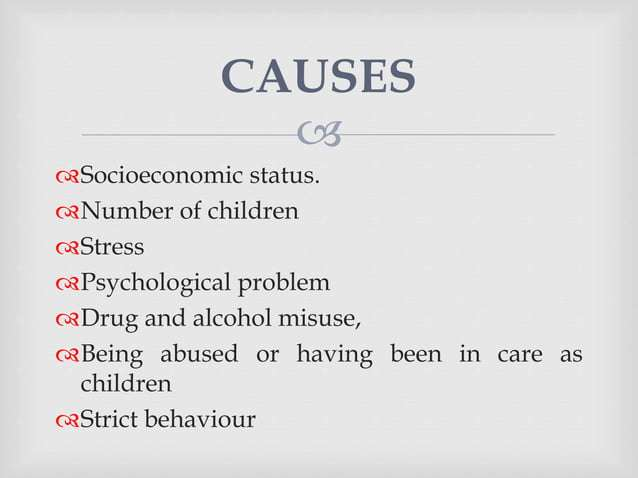 CAUSES
Socioeconomic status.
Number of children
Stress
Psychological problem
Drug and alcohol misuse,
Being abused or having been in care as
children
Strict behaviour